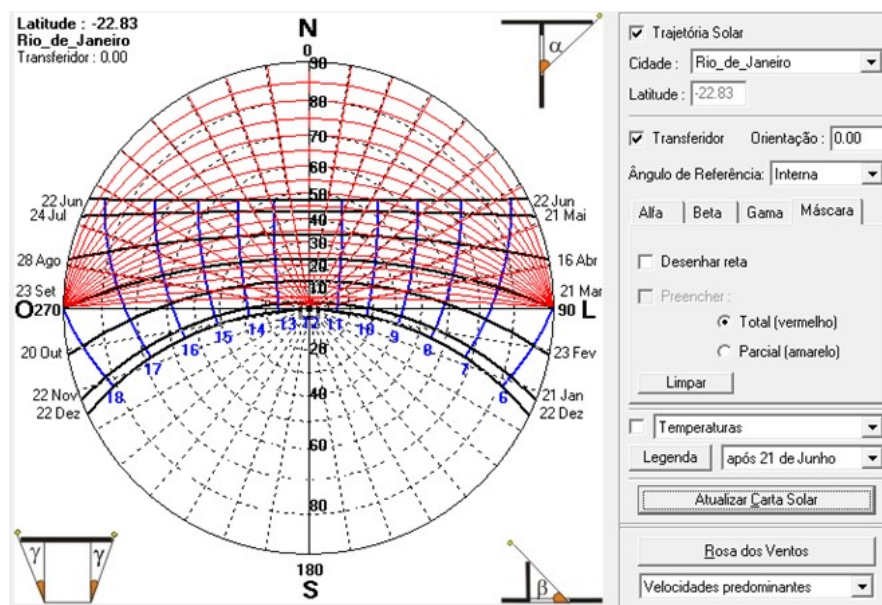 Latitude : -22.83
Rio_de_Janeiro
Transferidor : 0.00
N
0
90
80
70
60
50
40
30
20
10
22 Jun
24 Jul
28 Ago
23 Set
O 270
20 Out
22 Nov
22 Dez
22 Jun
21 Mai
16 Abr
21 Mar
90 L
23 Fev
21 Jan
22 Dez
18
17
16
15
14
13
12
11
10
9
8
7
6
20
40
60
80
180
S
α
γ
γ
β
Trajetória Solar
Cidade : Rio_de_Janeiro
Latitude : -22.83
Transferidor Orientação : 0.00
Ângulo de Referência: Interna
Alfa Beta Gama Máscara
Desenhar reta
Preencher :
Total (vermelho)
Parcial (amarelo)
Limpar
Temperaturas
Legenda após 21 de Junho
Atualizar Carta Solar
Rosa dos Ventos
Velocidades predominantes